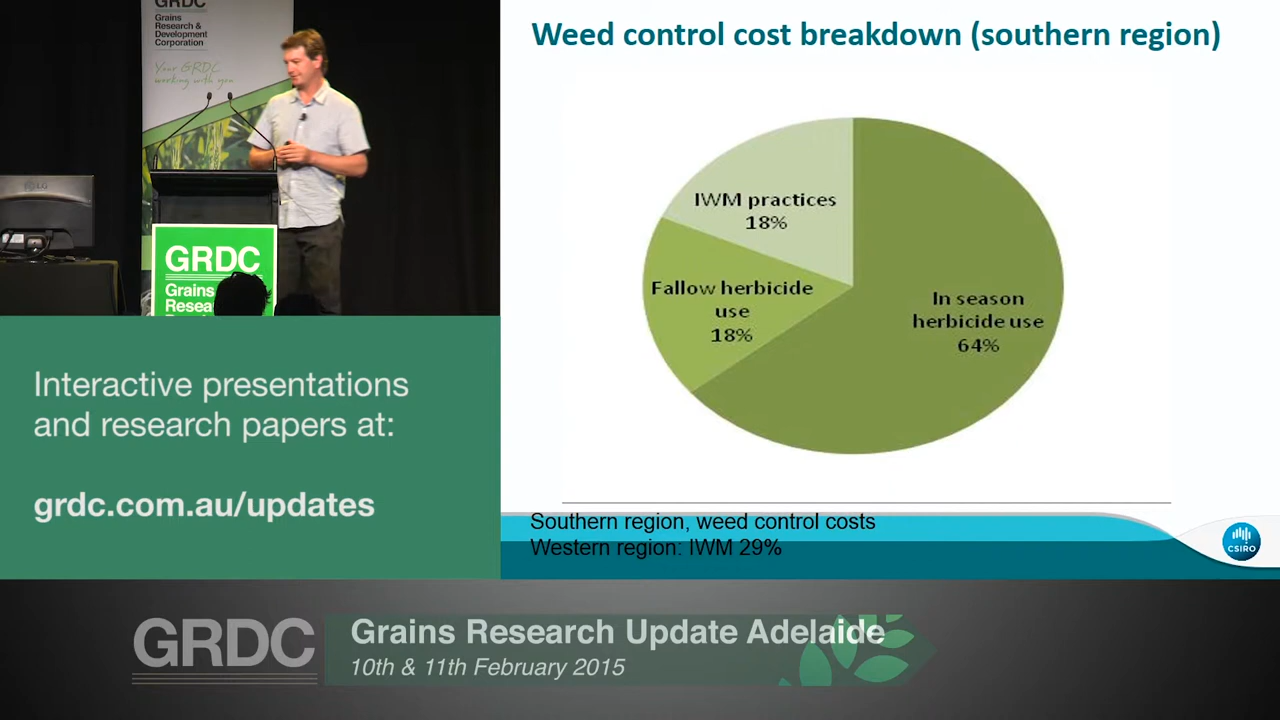 GRDC
Grains
Research &
Development
Corporation
Your GRDC
working with you
LG
GRDC
Grains
Resea
Interactive presentations
and research papers at:
grdc.com.au/updates
Weed control cost breakdown (southern region)
IWM practices
18%
Fallow herbicide
use
18%
In season
herbicide use
64%
Southern region, weed control costs
Western region: IWM 29%
CSIRO
GRDC
Grains Research Update Adelaide
10th & 11th February 2015